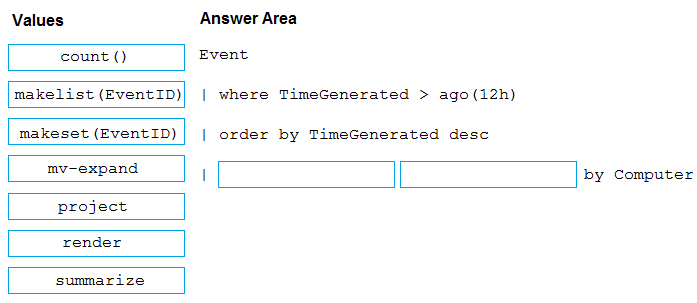 Values
count()
makelist(EventID)
makeset(EventID)
mv-expand
project
render
summarize
Answer Area
Event
| where TimeGenerated > ago(12h)
| order by TimeGenerated desc
| by Computer